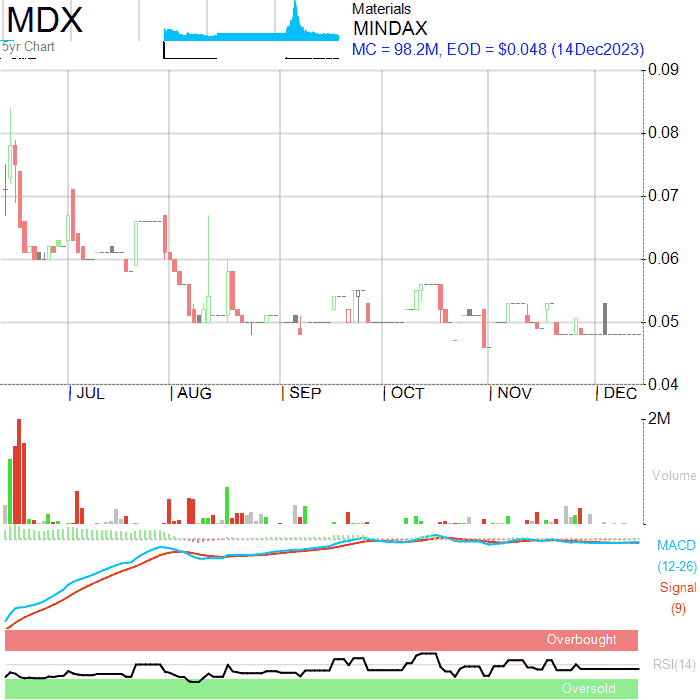 MDX
5yr Chart
Materials
MINDAX
MC = 98.2M, EOD = $0.048 (14Dec2023)
0.09
0.08
0.07
0.06
0.05
0.04
JUL
AUG
SEP
OCT
NOV
DEC
2M
Volume
MACD
(12-26)
Signal
(9)
Overbought
RSI(14)
Oversold